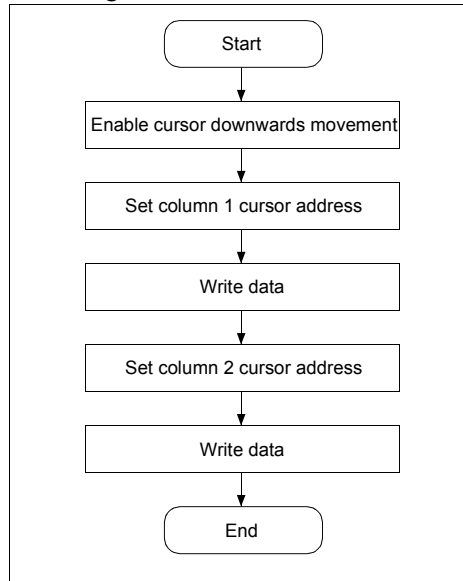 Start
Enable cursor downwards movement
Set column 1 cursor address
Write data
Set column 2 cursor address
Write data
End